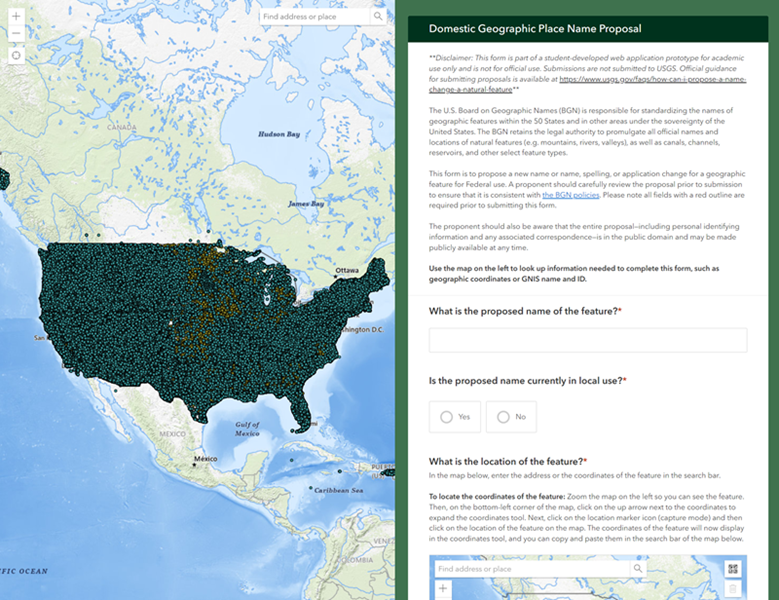 Find address or place
CANADA
Hudson Bay
James Bay
Ottawa
San
shington D.C.
mi
Gulf of
Mexico
MEXICO
México
PUERT
(U.S.
Caribbean Sea
VENEZ
COLOMBIA
FIC OCEAN
Domestic Geographic Place Name Proposal
**Disclaimer: This form is part of a student-developed web application prototype for academic
use only and is not for official use. Submissions are not submitted to USGS. Official guidance
for submitting proposals is available at https://www.usgs.gov/faqs/how-can-i-propose-a-name-
change-a-natural-feature**
The U.S. Board on Geographic Names (BGN) is responsible for standardizing the names of
geographic features within the 50 States and in other areas under the sovereignty of the
United States. The BGN retains the legal authority to promulgate all official names and
locations of natural features (e.g. mountains, rivers, valleys), as well as canals, channels,
reservoirs, and other select feature types.
This form is to propose a new name or name, spelling, or application change for a geographic
feature for Federal use. A proponent should carefully review the proposal prior to submission
to ensure that it is consistent with the BGN policies. Please note all fields with a red outline are
required prior to submitting this form.
The proponent should also be aware that the entire proposal—including personal identifying
information and any associated correspondence—is in the public domain and may be made
publicly available at any time.
Use the map on the left to look up information needed to complete this form, such as
geographic coordinates or GNIS name and ID.
What is the proposed name of the feature?*
Is the proposed name currently in local use?*
Yes No
What is the location of the feature?*
In the map below, enter the address or the coordinates of the feature in the search bar.
To locate the coordinates of the feature: Zoom the map on the left so you can see the feature.
Then, on the bottom-left corner of the map, click on the up arrow next to the coordinates to
expand the coordinates tool. Next, click on the location marker icon (capture mode) and then
click on the location of the feature on the map. The coordinates of the feature will now display
in the coordinates tool, and you can copy and paste them in the search bar of the map below.
Find address or place